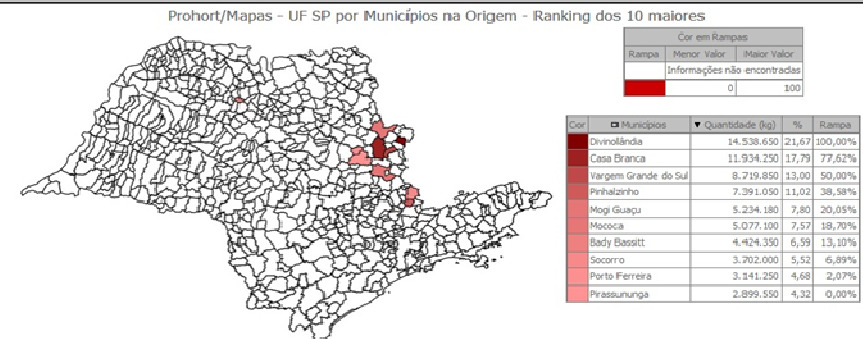 Prohort/Mapas - UF SP por Municípios na Origem - Ranking dos 10 maiores
Cor em Rampas
Rampa Menor Valor Maior Valor
Informações não encontradas
0 100
Cor Municípios Quantidade (kg) % Rampa
Divinolândia 14.538.650 21,67 100,00%
Casa Branca 11.934.250 17,79 77,62%
Vargem Grande do Sul 8.719.850 13,00 50,00%
Pinhalzinho 7.391.050 11,02 38,58%
Mogi Guaçu 5.234.180 7,80 20,05%
Mococa 5.077.100 7,57 18,70%
Bady Bassitt 4.424.350 6,59 13,10%
Socorro 3.702.000 5,52 6,89%
Porto Ferreira 3.141.250 4,68 2,07%
Pirassununga 2.899.550 4,32 0,00%